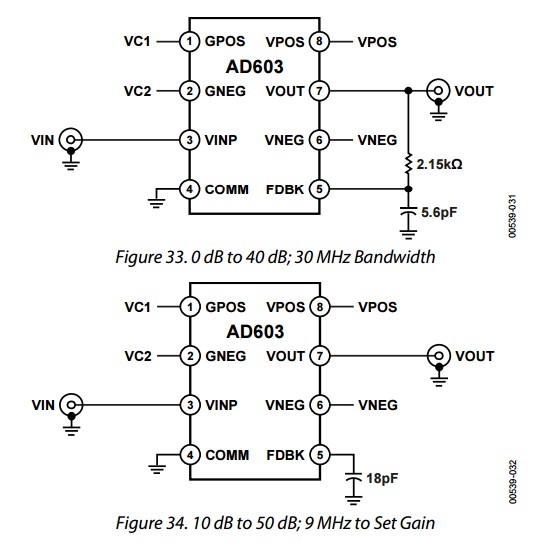 VC1 1 GPOS VPOS 8 VPOS
AD603
VC2 2 GNEG VOUT 7 VOUT
VIN 3 VINP VNEG 6 VNEG
2.15kΩ
4 COMM FDBK 5
5.6pF
00539-031
Figure 33. 0 dB to 40 dB; 30 MHz Bandwidth
VC1 1 GPOS VPOS 8 VPOS
AD603
VC2 2 GNEG VOUT 7 VOUT
VIN 3 VINP VNEG 6 VNEG
4 COMM FDBK 5
18pF
00539-032
Figure 34. 10 dB to 50 dB; 9 MHz to Set Gain